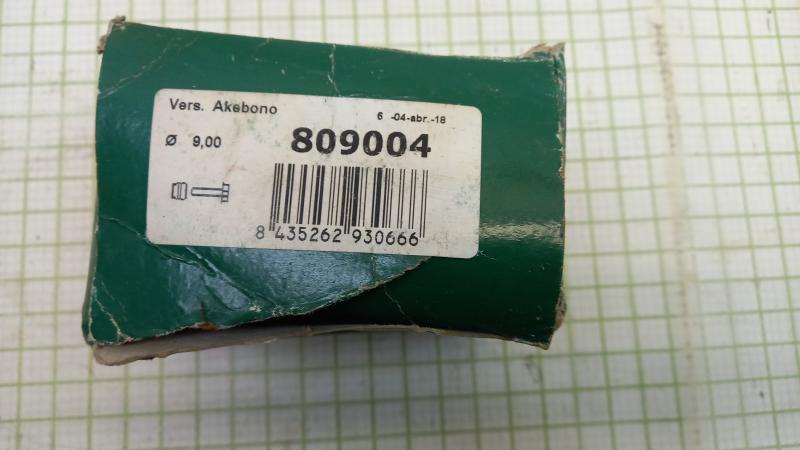 Vers. Akebono
6 -04-abr.-18
Ø 9,00
809004
8 435262 930666